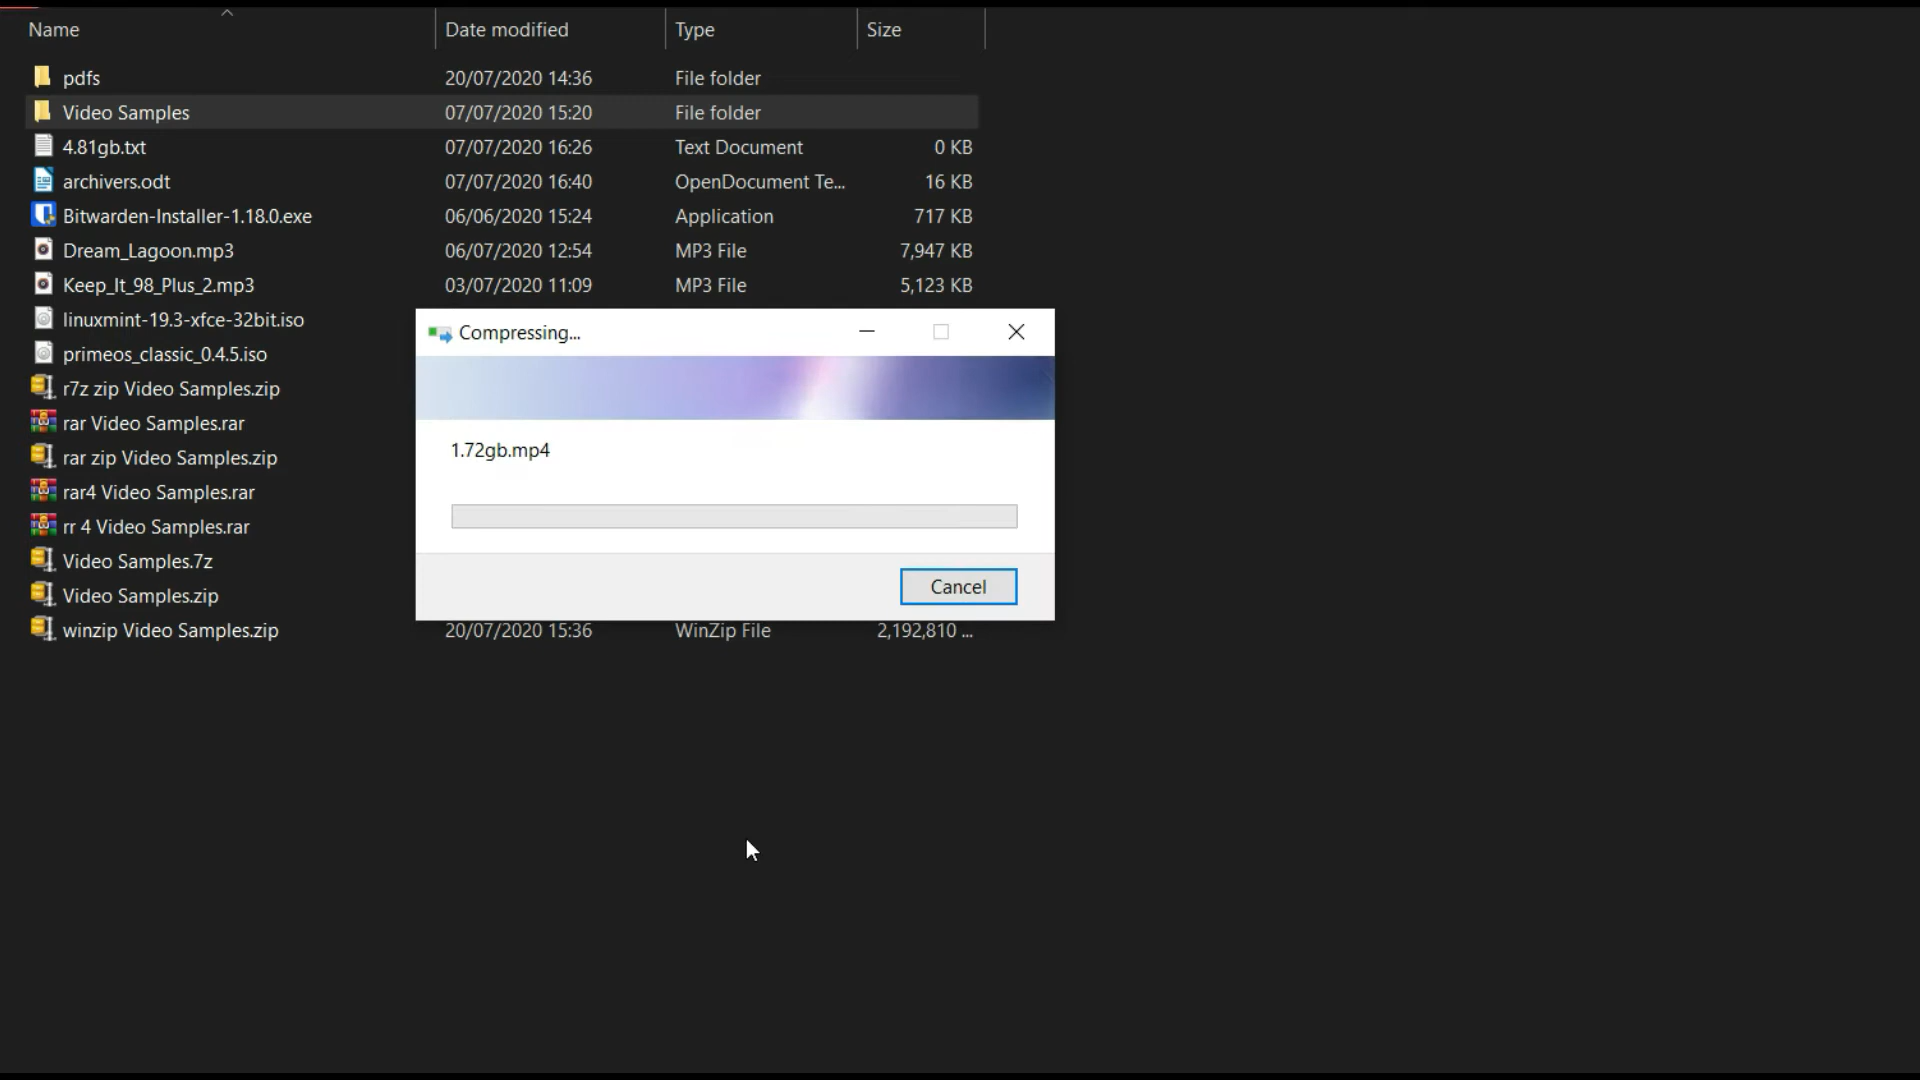 Name Date modified Type Size
pdfs 20/07/2020 14:36 File folder
Video Samples 07/07/2020 15:20 File folder
4.81gb.txt 07/07/2020 16:26 Text Document 0 KB
archivers.odt 07/07/2020 16:40 OpenDocument Te... 16 KB
Bitwarden-Installer-1.18.0.exe 06/06/2020 15:24 Application 717 KB
Dream_Lagoon.mp3 06/07/2020 12:54 MP3 File 7,947 KB
Keep_It_98_Plus_2.mp3 03/07/2020 11:09 MP3 File 5,123 KB
linuxmint-19.3-xfce-32bit.iso
primeos_classic_0.4.5.iso
r7z zip Video Samples.zip
rar Video Samples.rar
rar zip Video Samples.zip
rar4 Video Samples.rar
rr 4 Video Samples.rar
Video Samples.7z
Video Samples.zip
winzip Video Samples.zip 20/07/2020 15:36 WinZip File 2,192,810 ...
Compressing...
1.72gb.mp4
Cancel